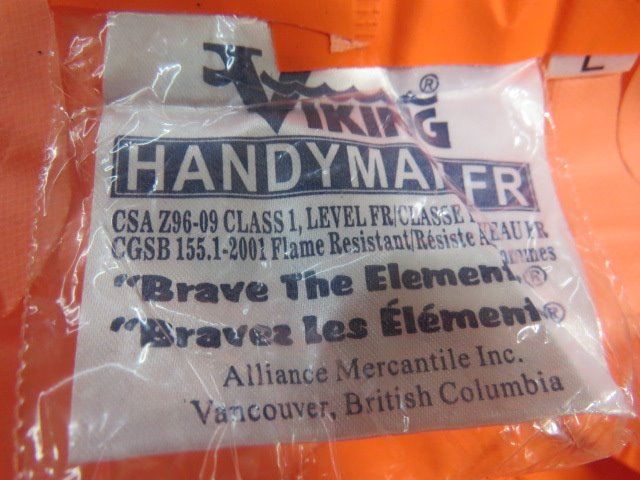 VIKING®
L
FR
CSA Z96-09 CLASS 1, LEVEL FR/CLASSE
CGSB 155.1-2001 Flame Resistant/Résiste FR
"Brave The Element ®
"Bravez Les Élément ®
Alliance Mercantile Inc.
Vancouver, British Columbia